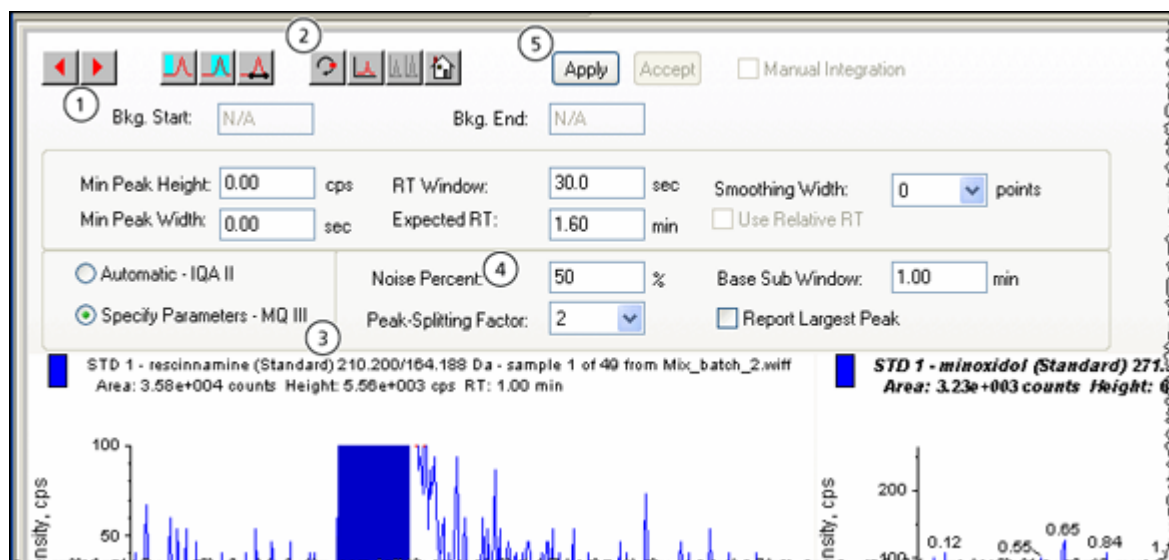 2 5
Apply Accept Manual Integration
1
Bkg. Start: N/A Bkg. End: N/A
Min Peak Height: 0.00 cps RT Window: 30.0 sec Smoothing Width: 0 points
Min Peak Width: 0.00 sec Expected RT: 1.60 min Use Relative RT
Automatic - IQA II Noise Percent: 4 50 % Base Sub Window: 1.00 min
Specify Parameters - MQ III Peak-Splitting Factor: 2 Report Largest Peak
3
STD 1 - rescinnamine (Standard) 210.200/164.188 Da - sample 1 of 49 from Mix_batch_2.wiff
Area: 3.58e+004 counts Height: 5.56e+003 cps RT: 1.00 min
STD 1 - minoxidol (Standard) 271.
Area: 3.23e+003 counts Height:
100
50
nsity, cps
nsity, cps
200
100
0.12 0.55 0.65 0.84